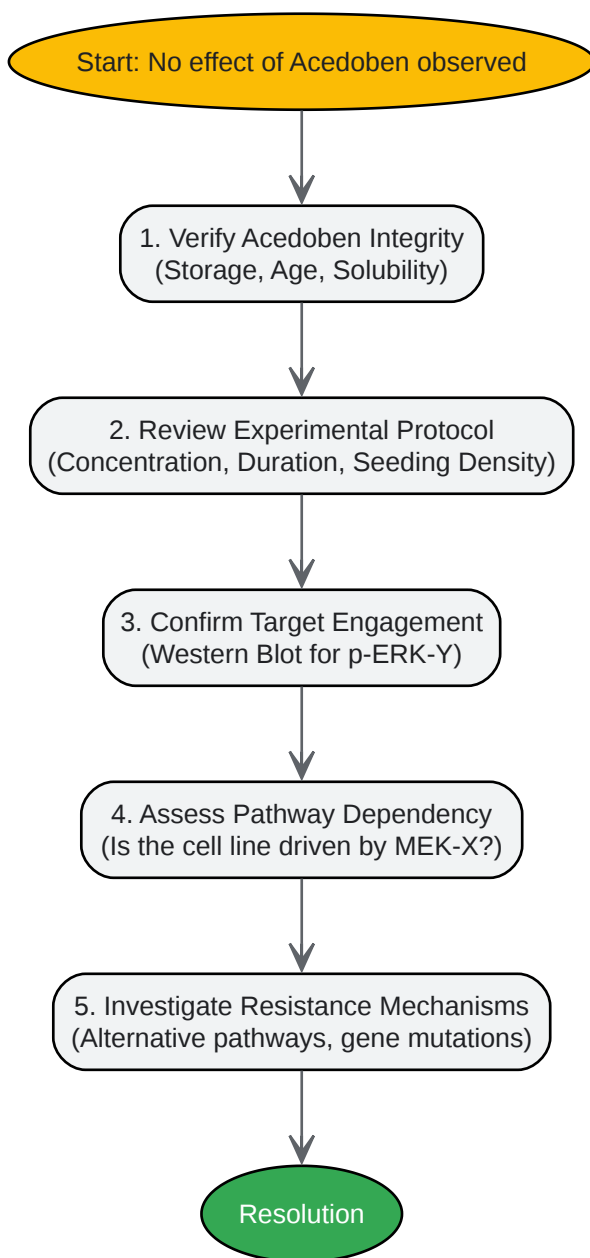 Start: No effect of Acedoben observed
1. Verify Acedoben Integrity
(Storage, Age, Solubility)
2. Review Experimental Protocol
(Concentration, Duration, Seeding Density)
3. Confirm Target Engagement
(Western Blot for p-ERK-Y)
4. Assess Pathway Dependency
(Is the cell line driven by MEK-X?)
5. Investigate Resistance Mechanisms
(Alternative pathways, gene mutations)
Resolution